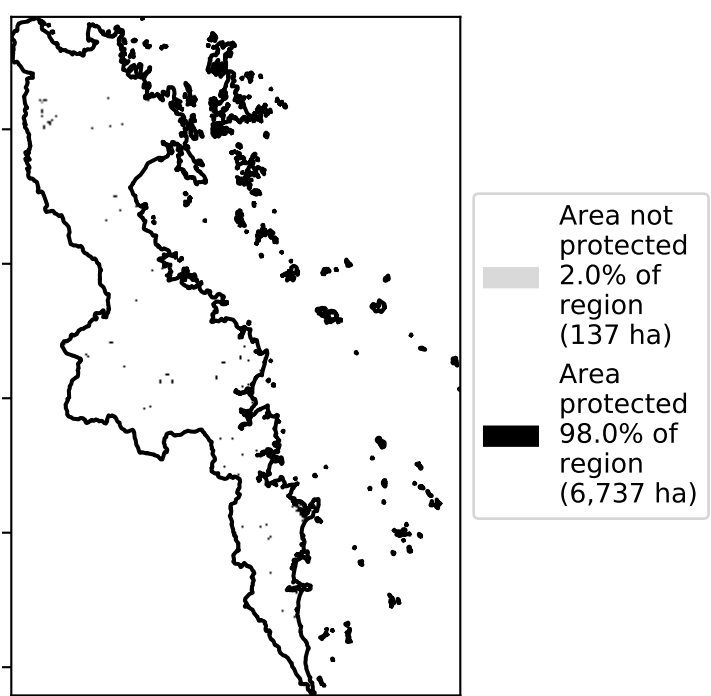 Area not
protected
2.0% of
region
(137 ha)
Area
protected
98.0% of
region
(6,737 ha)